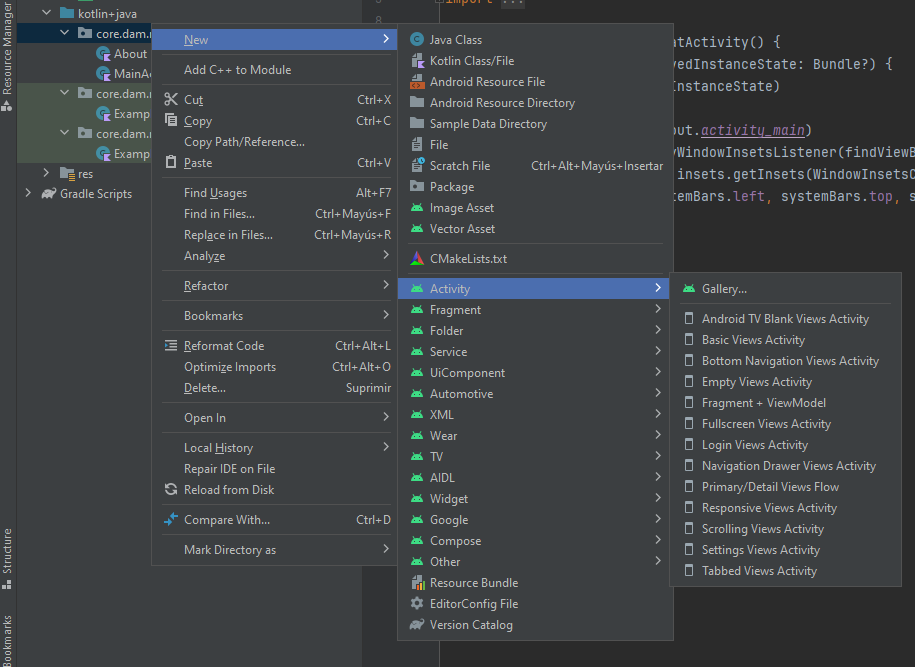 Resource Manager
Structure
Bookmarks
kotlin+java
core.dam.
About
MainAc
core.dam.
Examp
core.dam.
Examp
res
Gradle Scripts
New
Add C++ to Module
Cut Ctrl+X
Copy Ctrl+C
Copy Path/Reference...
Paste Ctrl+V
Find Usages Alt+F7
Find in Files... Ctrl+Mayús+F
Replace in Files... Ctrl+Mayús+R
Analyze
Refactor
Bookmarks
Reformat Code Ctrl+Alt+L
Optimize Imports Ctrl+Alt+O
Delete... Suprimir
Open In
Local History
Repair IDE on File
Reload from Disk
Compare With... Ctrl+D
Mark Directory as
Java Class
Kotlin Class/File
Android Resource File
Android Resource Directory
Sample Data Directory
File
Scratch File Ctrl+Alt+Mayús+Insertar
Package
Image Asset
Vector Asset
CMakeLists.txt
Activity
Fragment
Folder
Service
UiComponent
Automotive
XML
Wear
TV
AIDL
Widget
Google
Compose
Other
Resource Bundle
EditorConfig File
Version Catalog
Gallery...
Android TV Blank Views Activity
Basic Views Activity
Bottom Navigation Views Activity
Empty Views Activity
Fragment + ViewModel
Fullscreen Views Activity
Login Views Activity
Navigation Drawer Views Activity
Primary/Detail Views Flow
Responsive Views Activity
Scrolling Views Activity
Settings Views Activity
Tabbed Views Activity
8
import ...
atActivity() {
vedInstanceState: Bundle?) {
InstanceState)
out.activity_main)
yWindowInsetsListener(findViewB
insets.getInsets(WindowInsetsC
temBars.left, systemBars.top, s